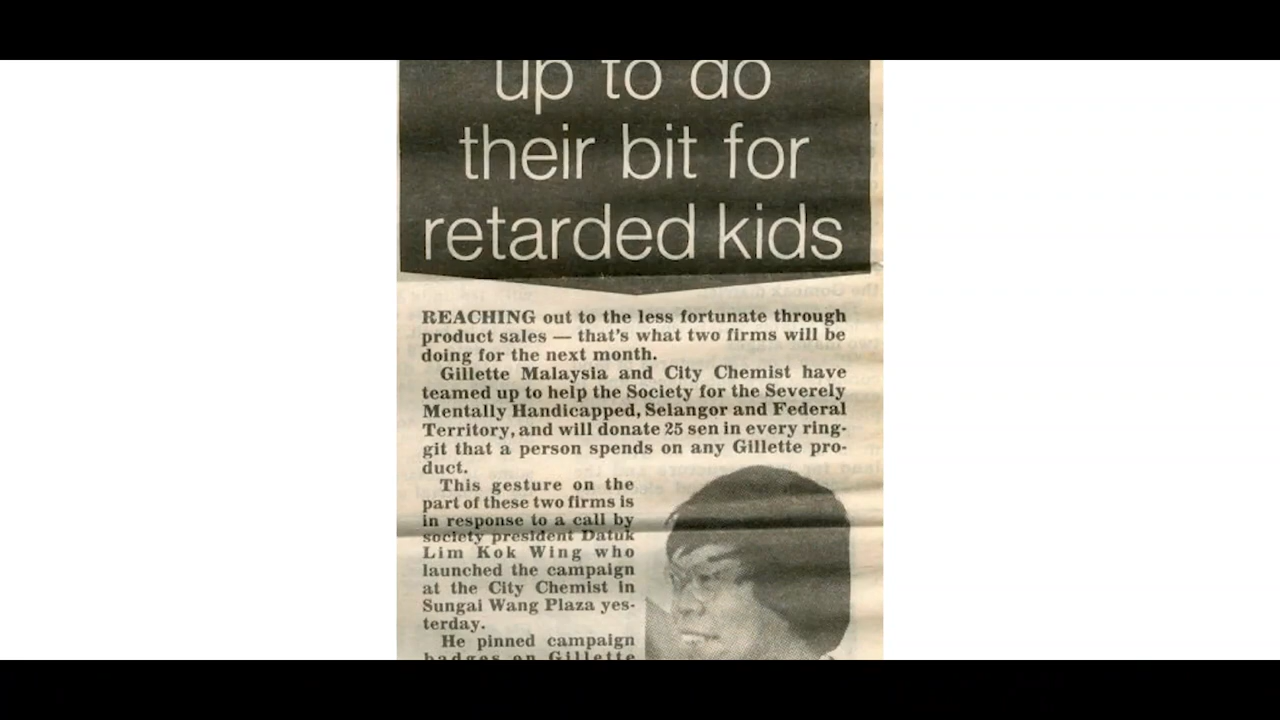 up to do
their bit for
retarded kids
REACHING out to the less fortunate through
product sales — that's what two firms will be
doing for the next month.
Gillette Malaysia and City Chemist have
teamed up to help the Society for the Severely
Mentally Handicapped, Selangor and Federal
Territory, and will donate 25 sen in every ring-
git that a person spends on any Gillette pro-
duct.
This gesture on the
part of these two firms is
in response to a call by
society president Datuk
Lim Kok Wing who
launched the campaign
at the City Chemist in
Sungai Wang Plaza yes-
terday.
He pinned campaign
badges on Gillette